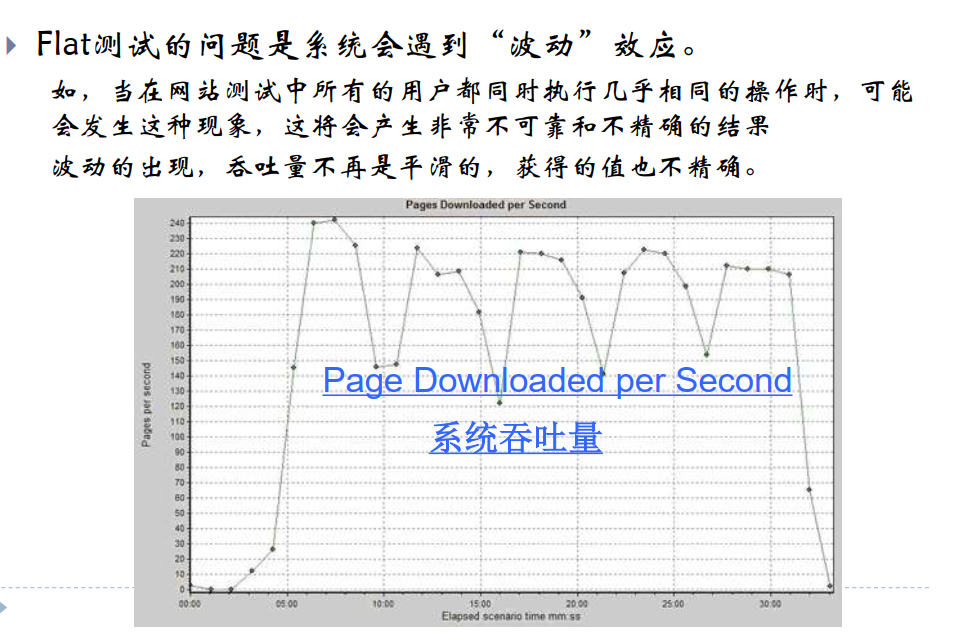 Flat测试的问题是系统会遇到“波动”效应。
如，当在网站测试中所有的用户都同时执行几乎相同的操作时，可能
会发生这种现象，这将会产生非常不可靠和不精确的结果
波动的出现，吞吐量不再是平滑的，获得的值也不精确。
Pages Downloaded per Second
240
230
220
210
200
190
180
170
160
150
140
130
120
110
100
90
80
70
60
50
40
30
20
10
0
Pages per second
Page Downloaded per Second
系统吞吐量
00:00 05:00 10:00 15:00 20:00 25:00 30:00
Elapsed scenario time mm:ss